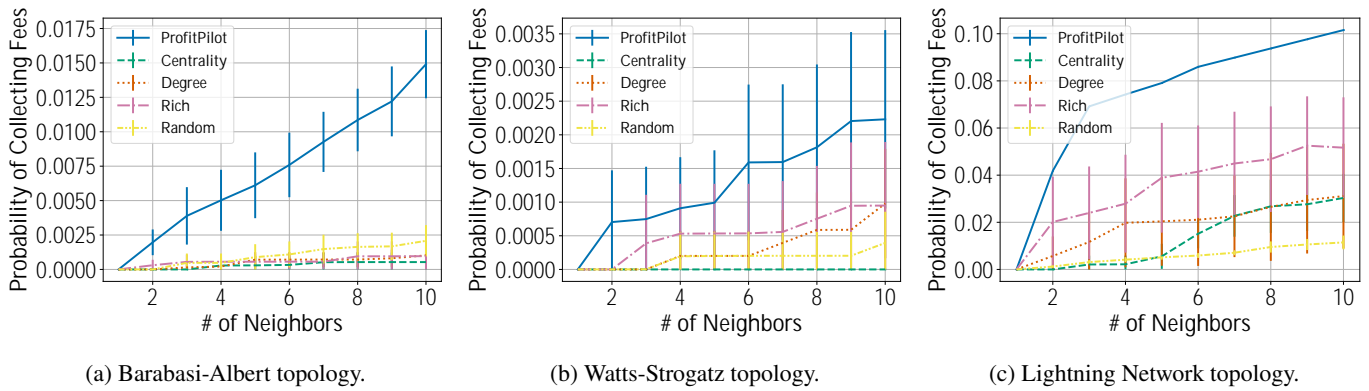 Probability of Collecting Fees
0.0175
0.0150
0.0125
0.0100
0.0075
0.0050
0.0025
0.0000
ProfitPilot
Centrality
Degree
Rich
Random
2 4 6 8 10
# of Neighbors
(a) Barabasi-Albert topology.
Probability of Collecting Fees
0.0035
0.0030
0.0025
0.0020
0.0015
0.0010
0.0005
0.0000
ProfitPilot
Centrality
Degree
Rich
Random
2 4 6 8 10
# of Neighbors
(b) Watts-Strogatz topology.
Probability of Collecting Fees
0.10
0.08
0.06
0.04
0.02
0.00
ProfitPilot
Centrality
Degree
Rich
Random
2 4 6 8 10
# of Neighbors
(c) Lightning Network topology.